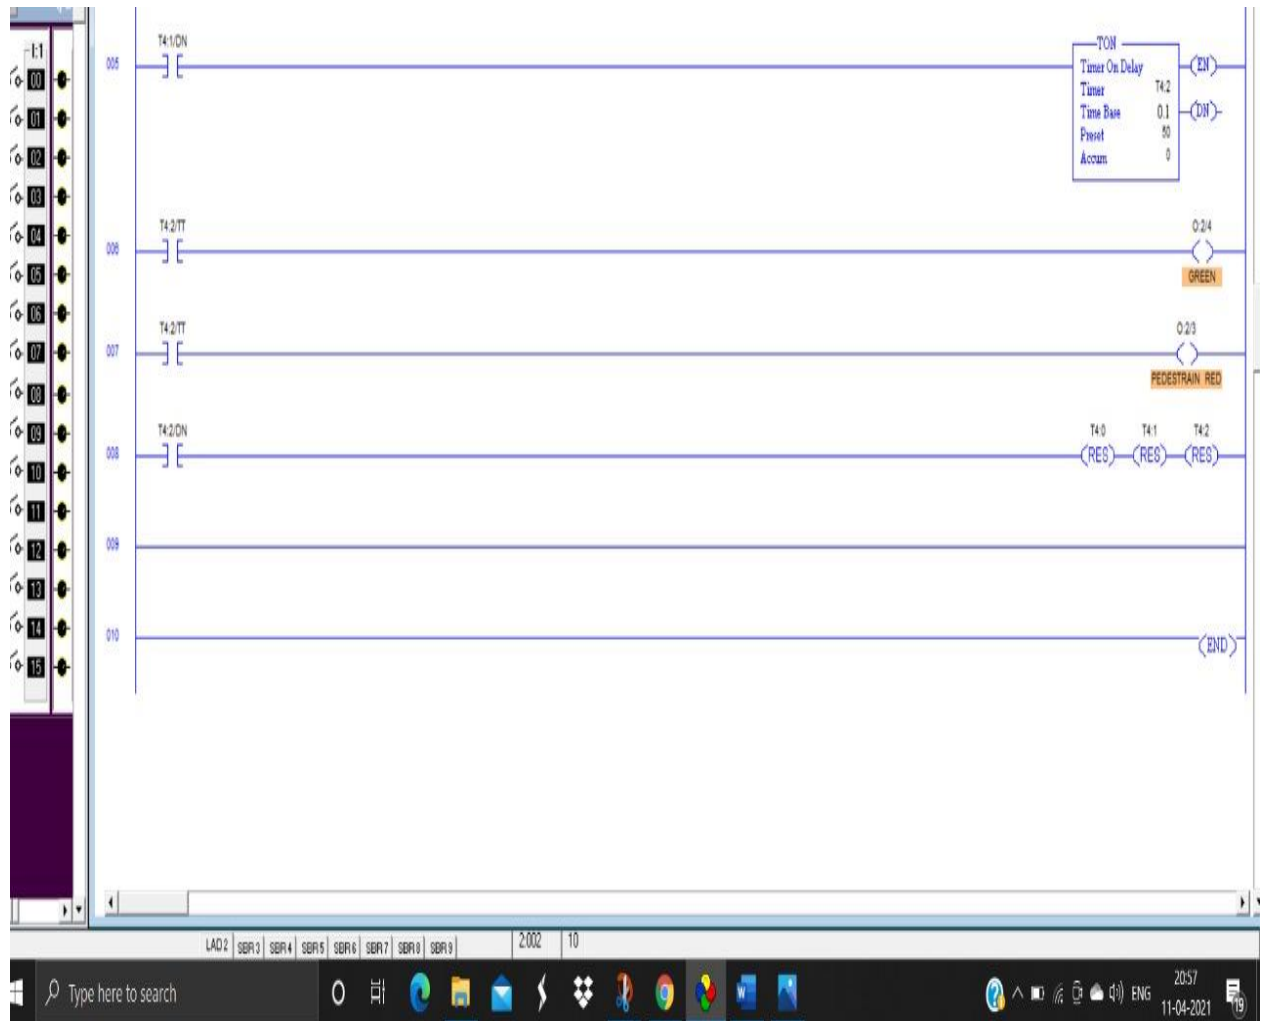 I:1
00
01
02
03
04
05
06
07
08
09
10
11
12
13
14
15
T4:1/DN
005
TON
Timer On Delay
Timer T4:2
Time Base 0.1
Preset 50
Accum 0
(EN)
(DN)
T4:2/TT
006
O:2/4
GREEN
T4:2/TT
007
O:2/3
PEDESTRAIN RED
T4:2/DN
008
T4:0 T4:1 T4:2
(RES) (RES) (RES)
009
010
(END)
LAD 2 SBR 3 SBR 4 SBR 5 SBR 6 SBR 7 SBR 8 SBR 9 2:002 10
Type here to search
ENG
20:57
11-04-2021
19